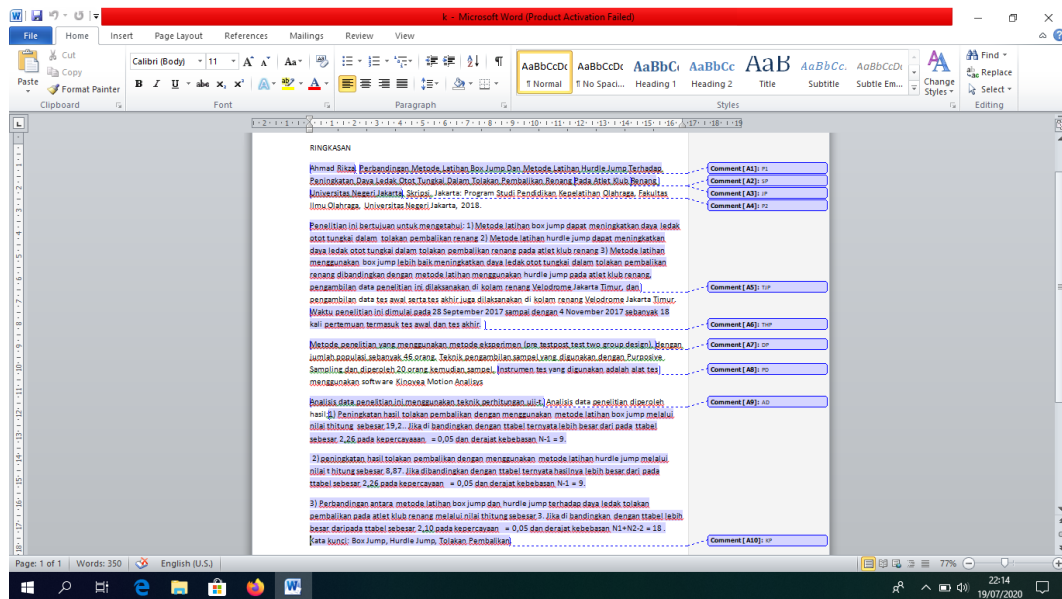 k - Microsoft Word (Product Activation Failed)
File Home Insert Page Layout References Mailings Review View
Cut
Copy
Format Painter
Paste
Clipboard
Calibri (Body) 11
Font
Paragraph
AaBbCcDc AaBbCcDc AaBbC AaBbCc AaB AaBbCc. AaBbCcDc
¶ Normal ¶ No Spaci... Heading 1 Heading 2 Title Subtitle Subtle Em...
Change Styles
Styles
Find
Replace
Select
Editing
RINGKASAN
Ahmad Rikza, Perbandingan Metode Latihan Box Jump Dan Metode Latihan Hurdle Jump Terhadap
Peningkatan Daya Ledak Otot Tungkai Dalam Tolakan Pembalikan Renang Pada Atlet Klub Renang
Universitas Negeri Jakarta, Skripsi, Jakarta: Program Studi Pendidikan Kepelatihan Olahraga, Fakultas
Ilmu Olahraga, Universitas Negeri Jakarta, 2018.
Comment [A1]: P1
Comment [A2]: SP
Comment [A3]: JP
Comment [A4]: P2
Penelitian ini bertujuan untuk mengetahui: 1) Metode latihan box jump dapat meningkatkan daya ledak
otot tungkai dalam tolakan pembalikan renang 2) Metode latihan hurdle jump dapat meningkatkan
daya ledak otot tungkai dalam tolakan pembalikan renang pada atlet klub renang 3) Metode latihan
menggunakan box jump lebih baik meningkatkan daya ledak otot tungkai dalam tolakan pembalikan
renang dibandingkan dengan metode latihan menggunakan hurdle jump pada atlet klub renang,
pengambilan data penelitian ini dilaksanakan di kolam renang Velodrome Jakarta Timur, dan
pengambilan data tes awal serta tes akhir juga dilaksanakan di kolam renang Velodrome Jakarta Timur.
Waktu penelitian ini dimulai pada 28 September 2017 sampai dengan 4 November 2017 sebanyak 18
kali pertemuan termasuk tes awal dan tes akhir.
Comment [A5]: TJP
Comment [A6]: THP
Metode penelitian yang menggunakan metode eksperimen (pre testpost test two group design), dengan
jumlah populasi sebanyak 46 orang, Teknik pengambilan sampel yang digunakan dengan Purposive
Sampling dan diperoleh 20 orang kemudian sampel, Instrumen tes yang digunakan adalah alat tes
menggunakan software Kinovea Motion Analisys
Comment [A7]: DP
Comment [A8]: PD
Analisis data penelitian ini menggunakan teknik perhitungan uji-t. Analisis data penelitian diperoleh
hasil:1) Peningkatan hasil tolakan pembalikan dengan menggunakan metode latihan box jump melalui
nilai thitung sebesar 19,2.. Jika di bandingkan dengan ttabel ternyata lebih besar dari pada ttabel
sebesar 2,26 pada kepercayaaan = 0,05 dan derajat kebebasan N-1 = 9.
Comment [A9]: AD
2) peningkatan hasil tolakan pembalikan dengan menggunakan metode latihan hurdle jump melalui
nilai t hitung sebesar 8,87. Jika dibandingkan dengan ttabel ternyata hasilnya lebih besar dari pada
ttabel sebesar 2,26 pada kepercayaan = 0,05 dan derajat kebebasan N-1 = 9.
3) Perbandingan antara metode latihan box jump dan hurdle jump terhadap daya ledak tolakan
pembalikan pada atlet klub renang melalui nilai thitung sebesar 3. Jika di bandingkan dengan ttabel lebih
besar daripada ttabel sebesar 2,10 pada kepercayaan = 0,05 dan derajat kebebasan N1+N2-2 = 18 .
Kata kunci: Box Jump, Hurdle Jump, Tolakan Pembalikan
Comment [A10]: KP
Page: 1 of 1 Words: 350 English (U.S.) 77%
22:14
19/07/2020